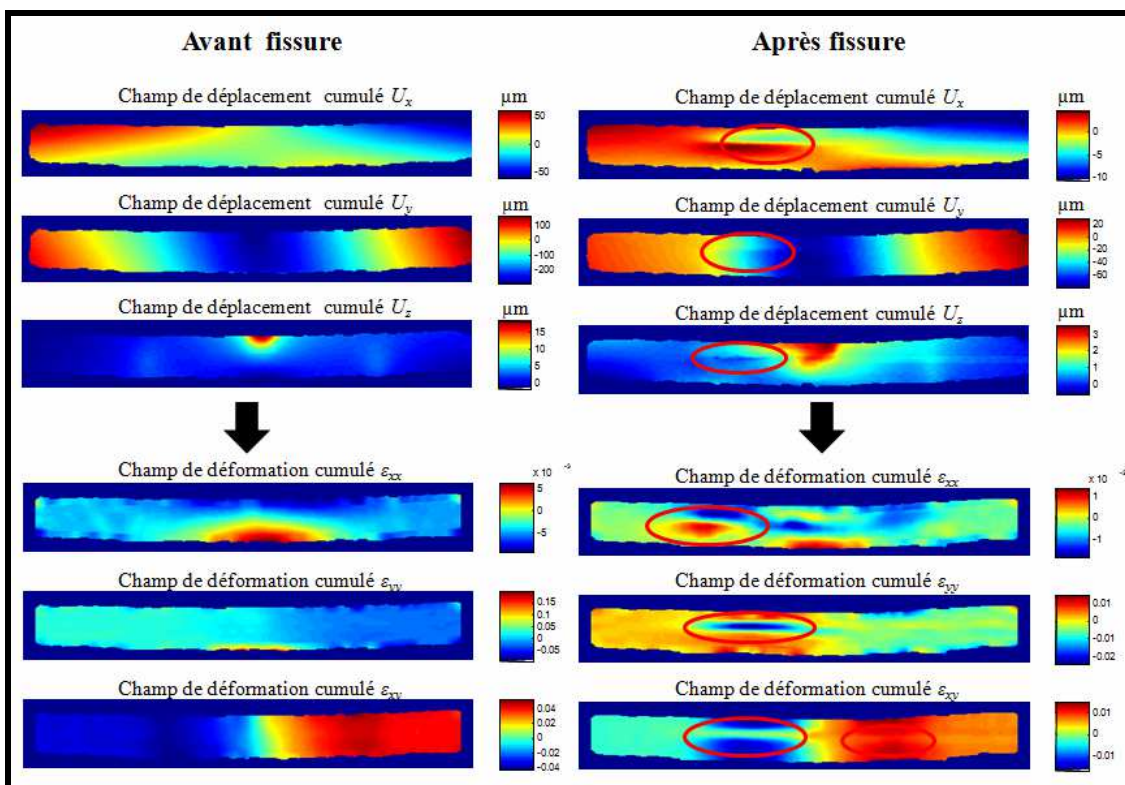 Avant fissure
Champ de déplacement cumulé Ux
µm
50
0
-50
Champ de déplacement cumulé Uy
µm
100
0
-100
-200
Champ de déplacement cumulé Uz
µm
15
10
5
0
Champ de déformation cumulé εxx
5
0
-5
Champ de déformation cumulé εyy
0.15
0.1
0.05
0
-0.05
Champ de déformation cumulé εxy
0.04
0.02
0
-0.02
-0.04
Après fissure
Champ de déplacement cumulé Ux
µm
0
-5
-10
Champ de déplacement cumulé Uy
µm
20
0
-20
-40
-60
Champ de déplacement cumulé Uz
µm
3
2
1
0
Champ de déformation cumulé εxx
1
0
-1
Champ de déformation cumulé εyy
0.01
0
-0.01
-0.02
Champ de déformation cumulé εxy
0.01
0
-0.01